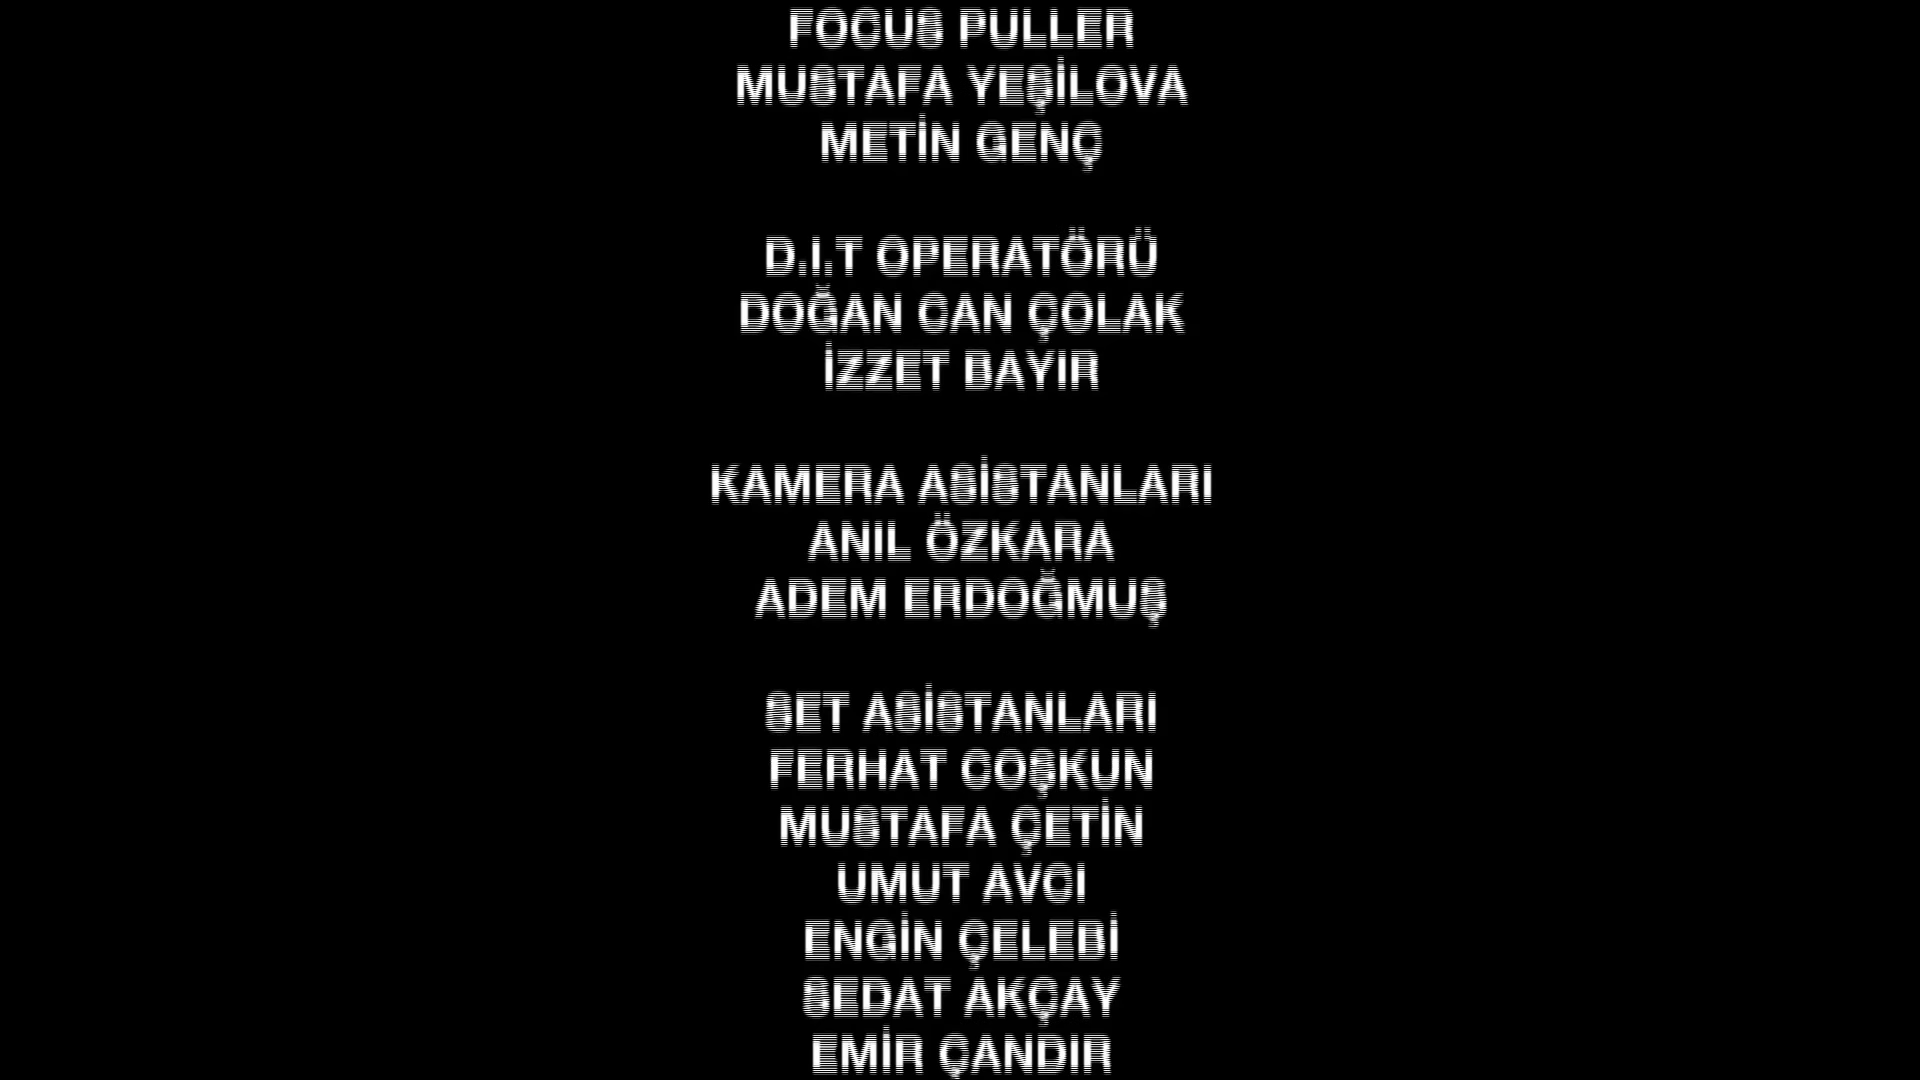 FOCUS PULLER
MUSTAFA YEŞİLOVA
METİN GENÇ
D.I.T OPERATÖRÜ
DOĞAN CAN ÇOLAK
İZZET BAYIR
KAMERA ASİSTANLARI
ANIL ÖZKARA
ADEM ERDOĞMUŞ
SET ASİSTANLARI
FERHAT COŞKUN
MUSTAFA ÇETİN
UMUT AVCI
ENGİN ÇELEBİ
SEDAT AKÇAY
EMİR ÇANDIR